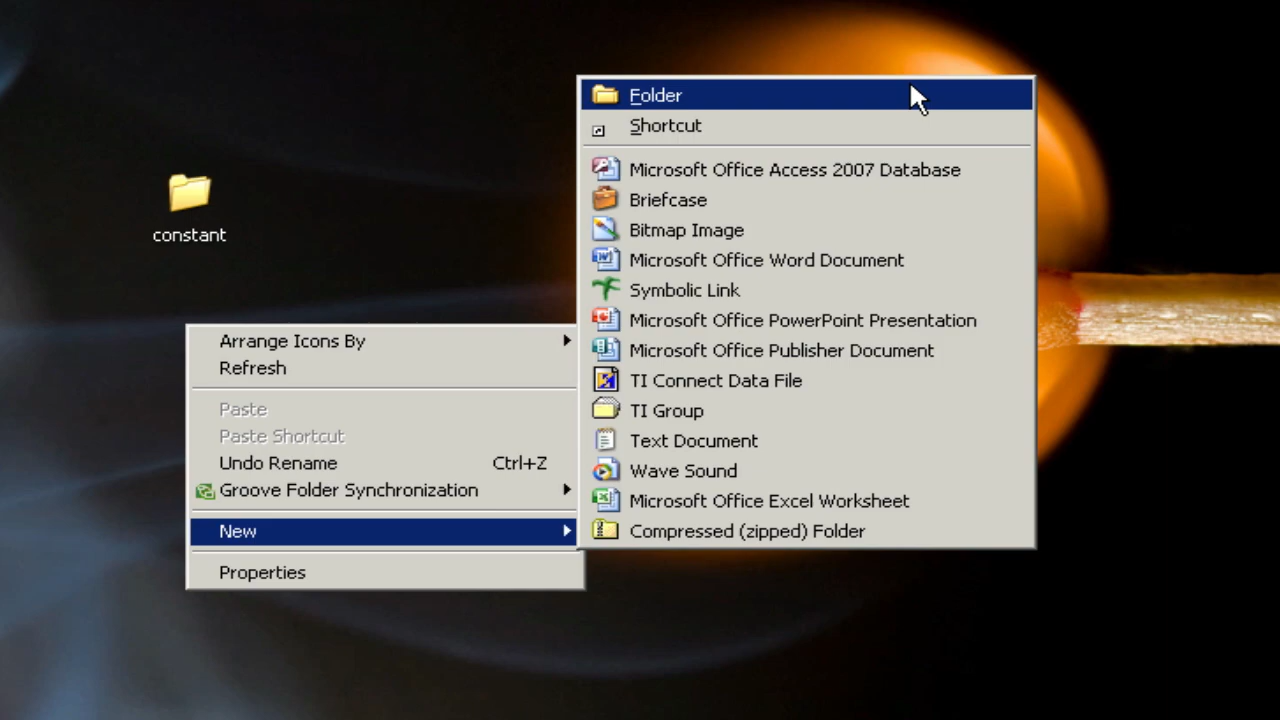 constant
Folder
Shortcut
Microsoft Office Access 2007 Database
Briefcase
Bitmap Image
Microsoft Office Word Document
Symbolic Link
Microsoft Office PowerPoint Presentation
Microsoft Office Publisher Document
TI Connect Data File
TI Group
Text Document
Wave Sound
Microsoft Office Excel Worksheet
Compressed (zipped) Folder
Arrange Icons By
Refresh
Paste
Paste Shortcut
Undo Rename Ctrl+Z
Groove Folder Synchronization
New
Properties